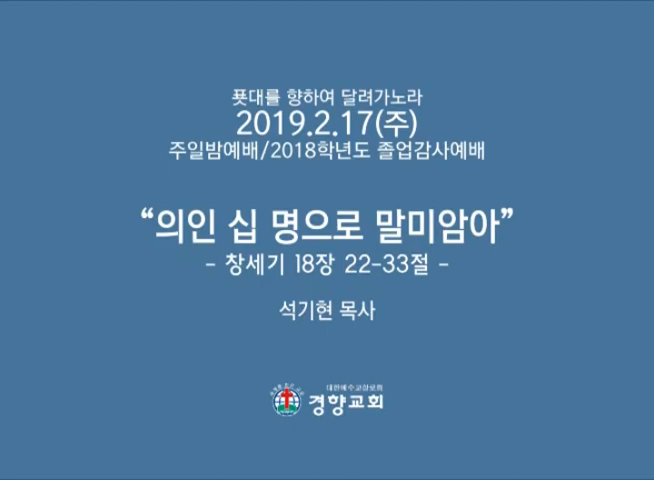 푯대를 향하여 달려가노라
2019.2.17(주)
주일밤예배/2018학년도 졸업감사예배
“의인 십 명으로 말미암아”
- 창세기 18장 22-33절 -
석기현 목사
대한예수교장로회
경향교회